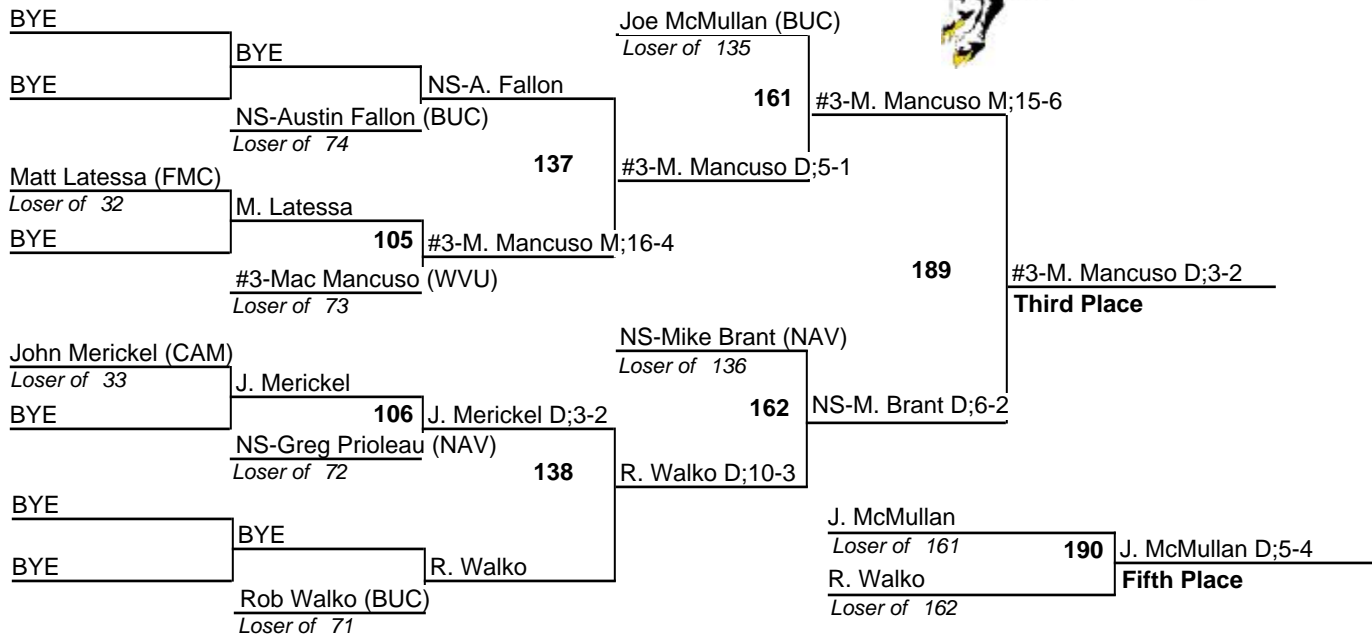 BYE
BYE
BYE
NS-Austin Fallon (BUC)
Loser of 74
NS-A. Fallon
Matt Latessa (FMC)
Loser of 32
BYE
M. Latessa
105
#3-Mac Mancuso (WVU)
Loser of 73
#3-M. Mancuso M;16-4
137
Joe McMullan (BUC)
Loser of 135
161
#3-M. Mancuso D;5-1
#3-M. Mancuso M;15-6
189
#3-M. Mancuso D;3-2
Third Place
John Merickel (CAM)
Loser of 33
BYE
J. Merickel
106
NS-Greg Prioleau (NAV)
Loser of 72
J. Merickel D;3-2
138
BYE
BYE
BYE
Rob Walko (BUC)
Loser of 71
R. Walko
NS-Mike Brant (NAV)
Loser of 136
162
R. Walko D;10-3
NS-M. Brant D;6-2
J. McMullan
Loser of 161
190
R. Walko
Loser of 162
J. McMullan D;5-4
Fifth Place